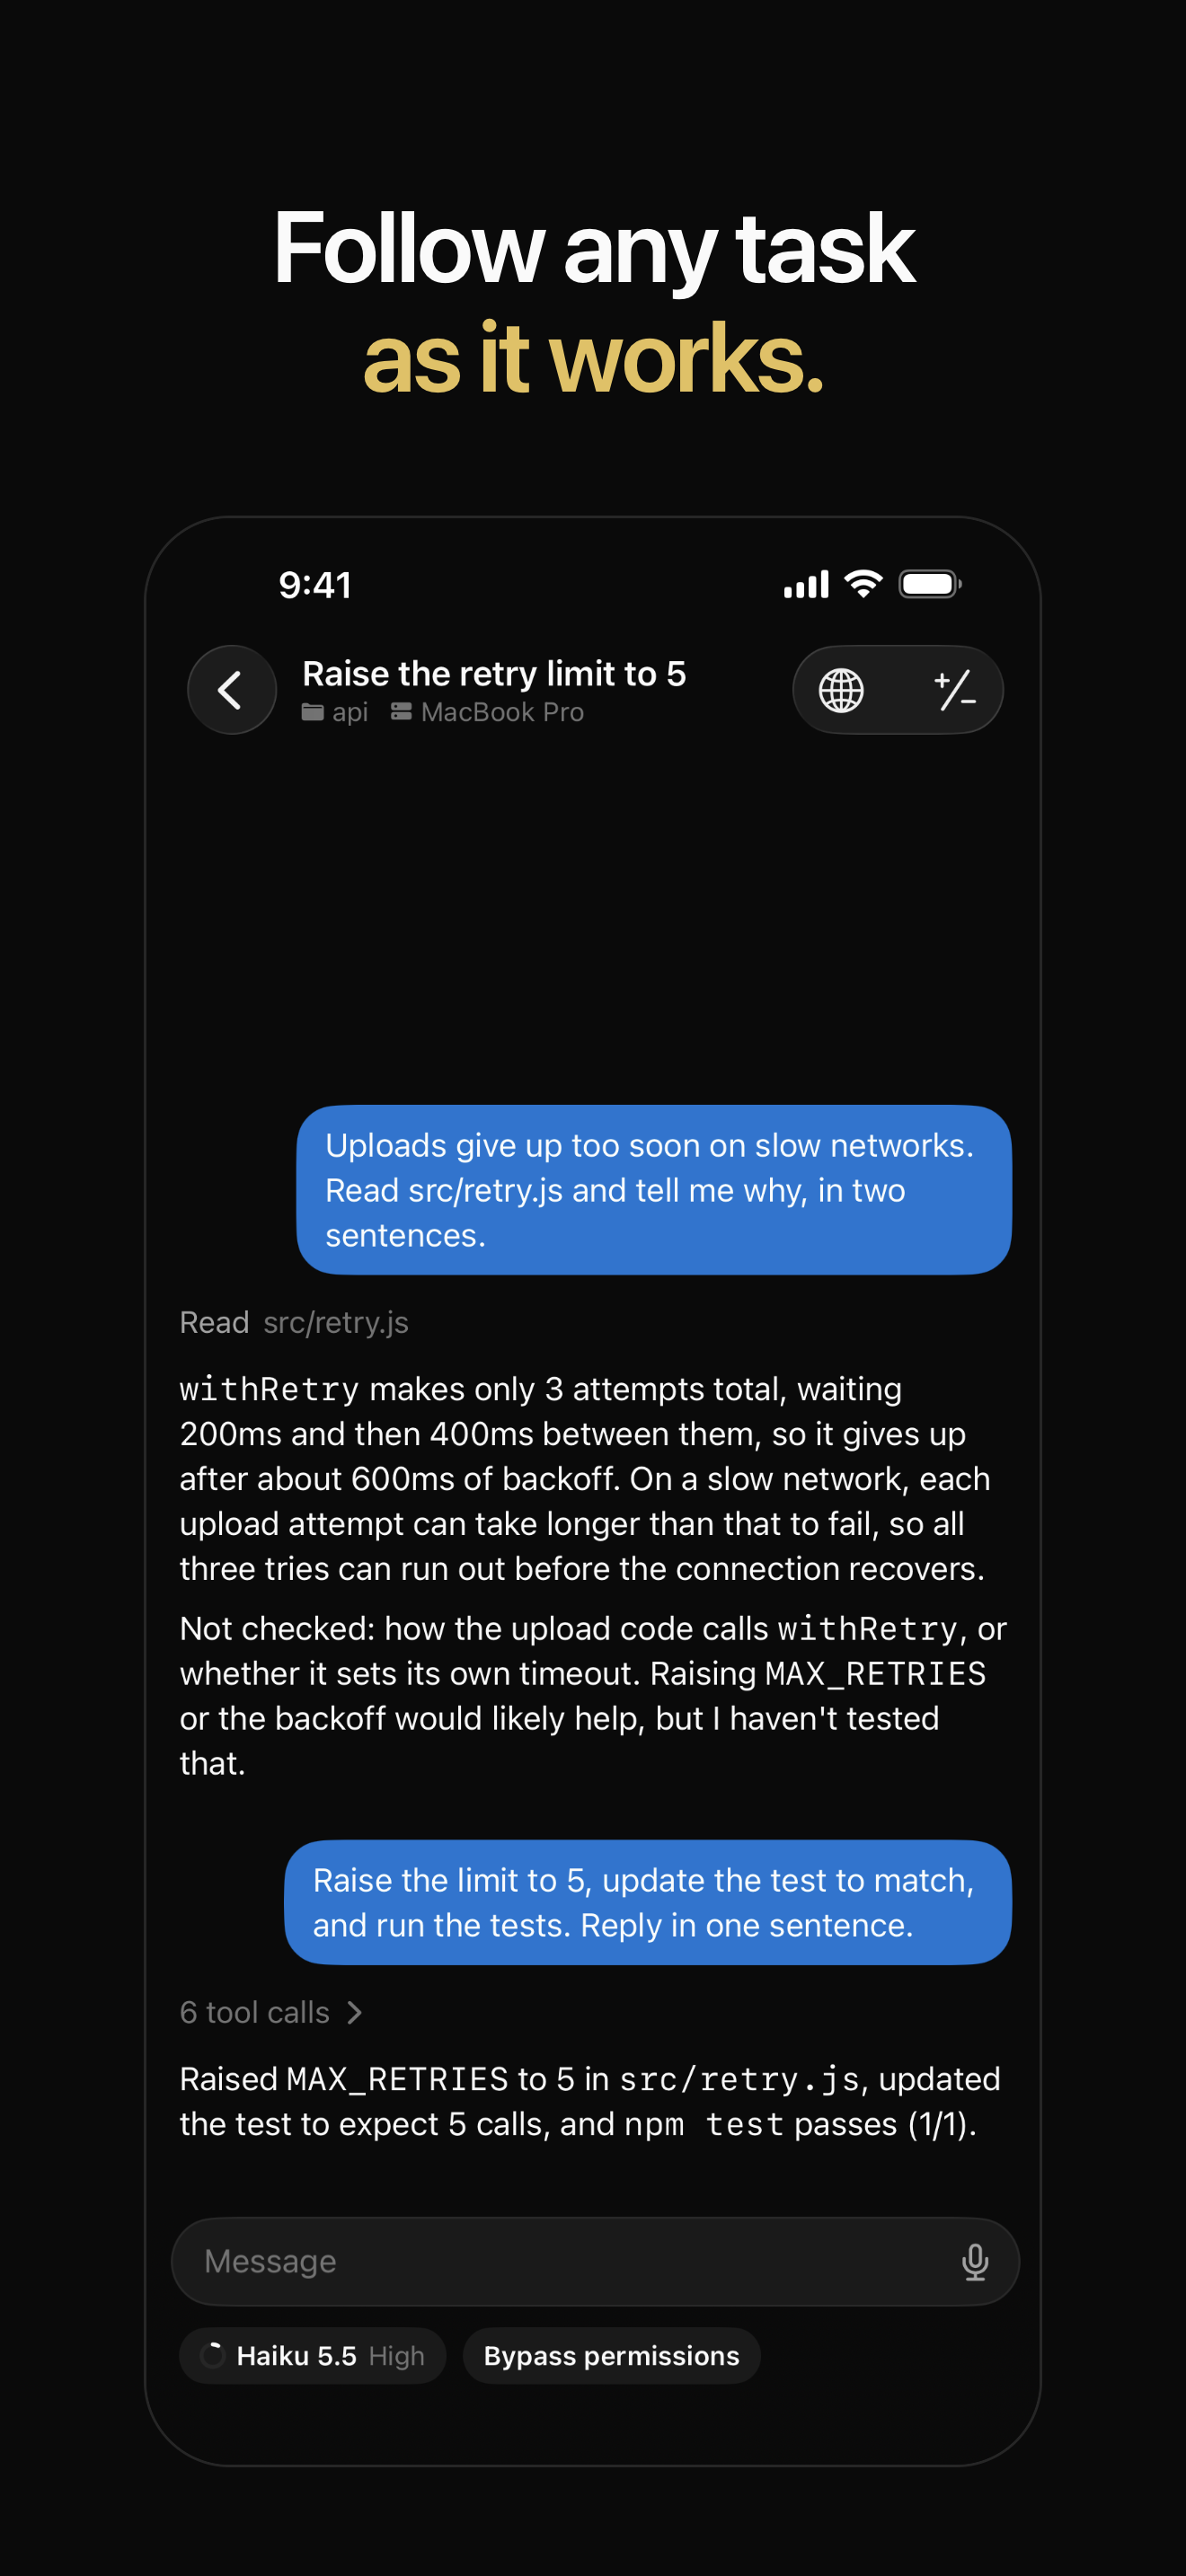 Follow any task
as it works.
9:41
Raise the retry limit to 5
api MacBook Pro
Uploads give up too soon on slow networks.
Read src/retry.js and tell me why, in two
sentences.
Read src/retry.js
withRetry makes only 3 attempts total, waiting
200ms and then 400ms between them, so it gives up
after about 600ms of backoff. On a slow network, each
upload attempt can take longer than that to fail, so all
three tries can run out before the connection recovers.
Not checked: how the upload code calls withRetry, or
whether it sets its own timeout. Raising MAX_RETRIES
or the backoff would likely help, but I haven't tested
that.
Raise the limit to 5, update the test to match,
and run the tests. Reply in one sentence.
6 tool calls
Raised MAX_RETRIES to 5 in src/retry.js, updated
the test to expect 5 calls, and npm test passes (1/1).
Message
Haiku 5.5 High Bypass permissions